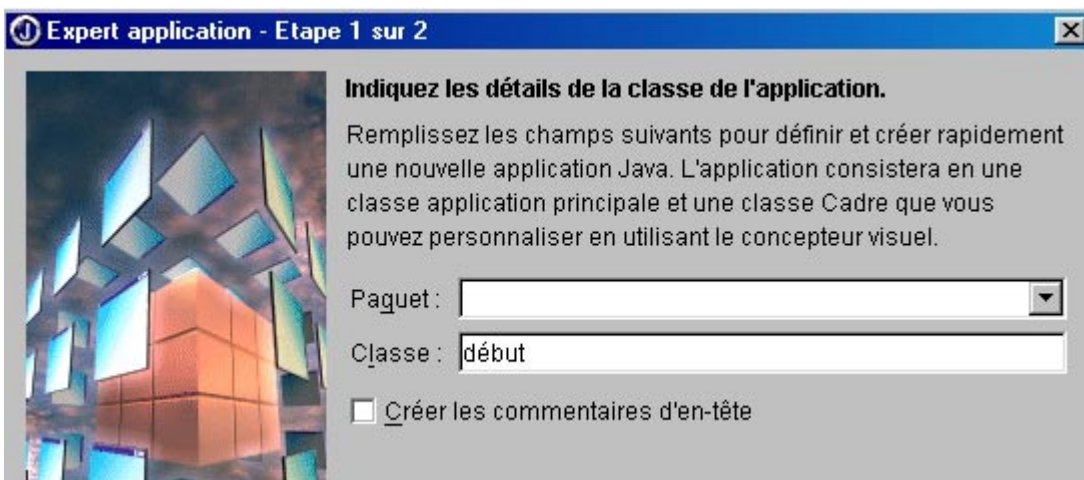 Expert application - Etape 1 sur 2
Indiquez les détails de la classe de l'application.
Remplissez les champs suivants pour définir et créer rapidement
une nouvelle application Java. L'application consistera en une
classe application principale et une classe Cadre que vous
pouvez personnaliser en utilisant le concepteur visuel.
Paquet :
Classe : début
Créer les commentaires d'en-tête